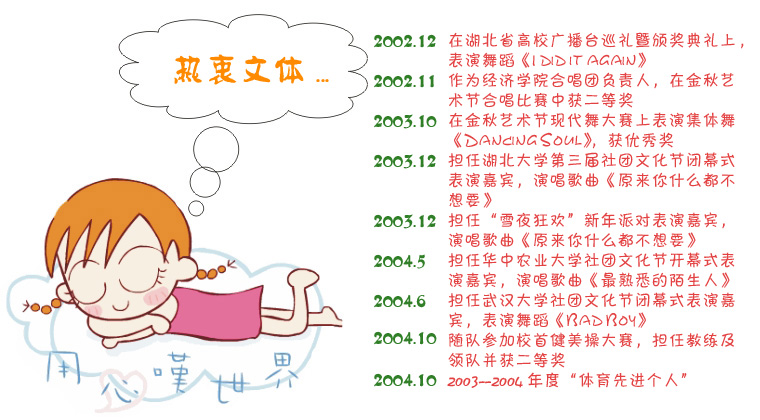 热衷文体 ...
2002.12 在湖北省高校广播台巡礼暨颁奖典礼上，
表演舞蹈《I DID IT AGAIN》
2002.11 作为经济学院合唱团负责人，在金秋艺
术节合唱比赛中获二等奖
2003.10 在金秋艺术节现代舞大赛上表演集体舞
《DANCING SOUL》，获优秀奖
2003.12 担任湖北大学第三届社团文化节闭幕式
表演嘉宾，演唱歌曲《原来你什么都不
想要》
2003.12 担任“雪夜狂欢”新年派对表演嘉宾，
演唱歌曲《原来你什么都不想要》
2004.5 担任华中农业大学社团文化节开幕式表
演嘉宾，演唱歌曲《最熟悉的陌生人》
2004.6 担任武汉大学社团文化节闭幕式表演嘉
宾，表演舞蹈《BAD BOY》
2004.10 随队参加校首健美操大赛，担任教练及
领队并获二等奖
2004.10 2003--2004 年度“体育先进个人”
用心嘆世界